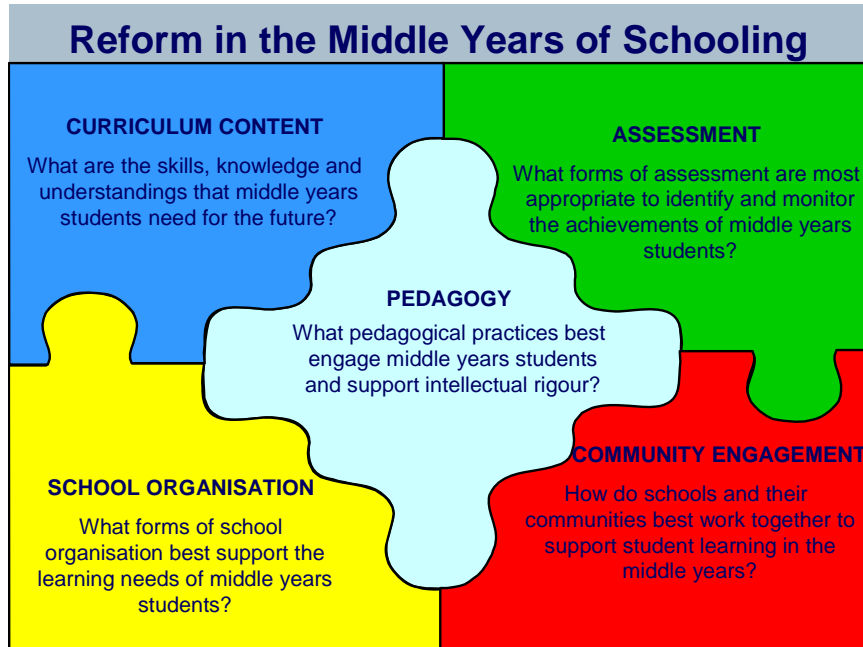 Reform in the Middle Years of Schooling
CURRICULUM CONTENT
What are the skills, knowledge and
understandings that middle years
students need for the future?
ASSESSMENT
What forms of assessment are most
appropriate to identify and monitor
the achievements of middle years
students?
PEDAGOGY
What pedagogical practices best
engage middle years students
and support intellectual rigour?
SCHOOL ORGANISATION
What forms of school
organisation best support the
learning needs of middle years
students?
COMMUNITY ENGAGEMENT
How do schools and their
communities best work together to
support student learning in the
middle years?